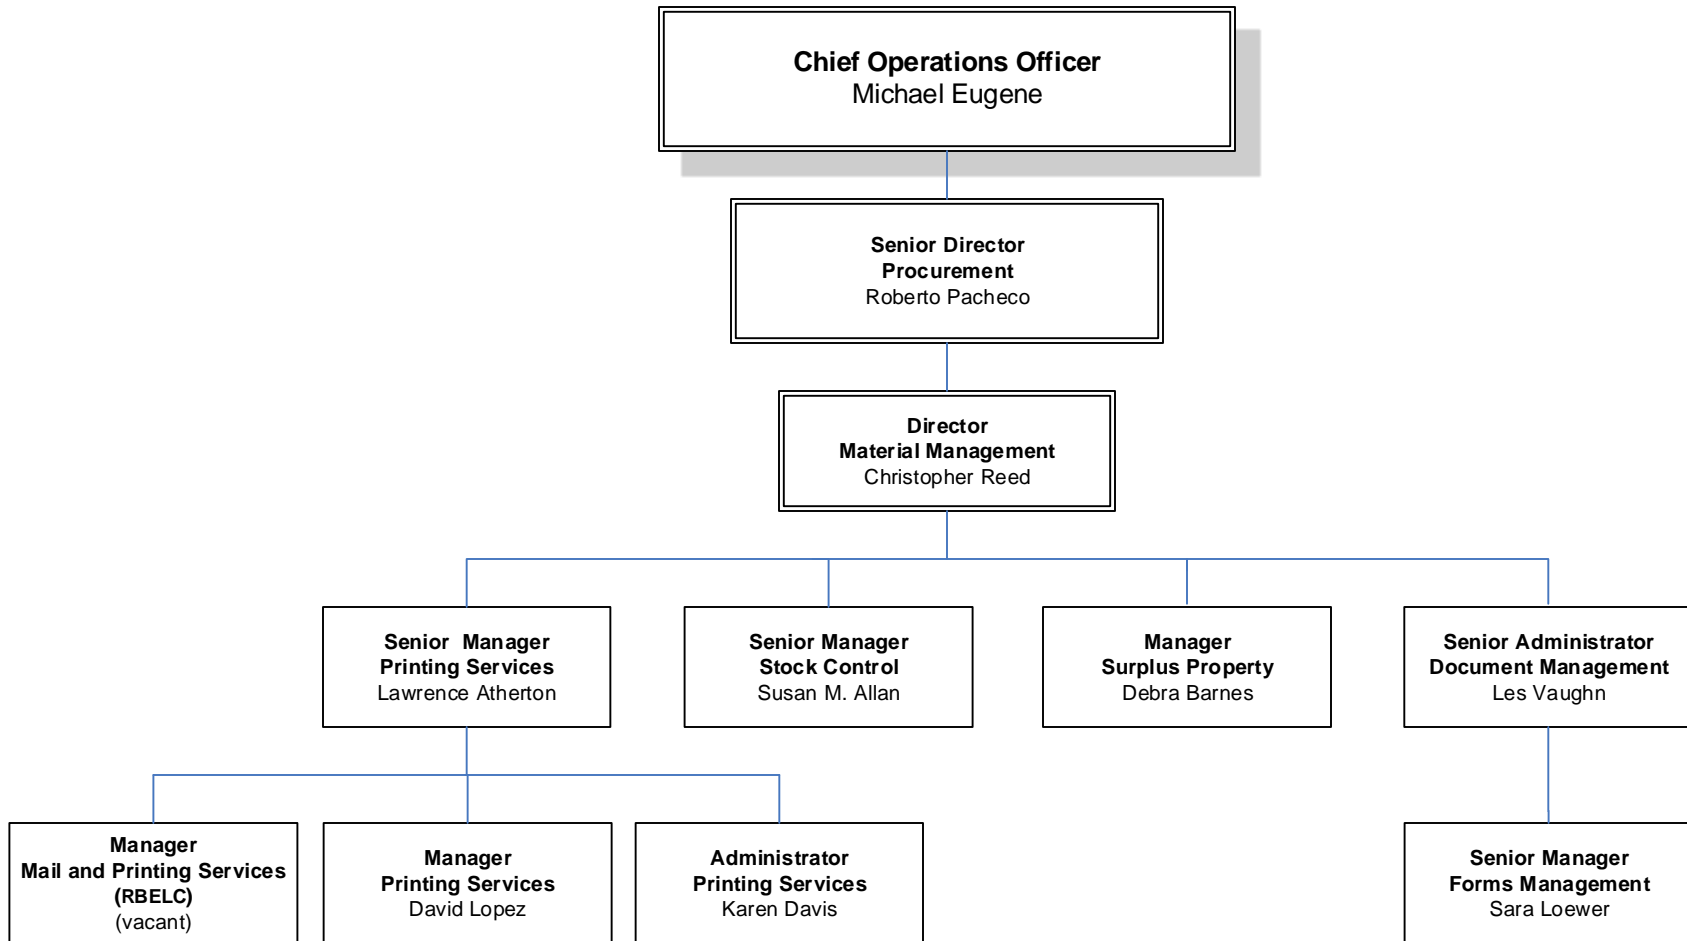 Chief Operations Officer
Michael Eugene
Senior Director
Procurement
Roberto Pacheco
Director
Material Management
Christopher Reed
Senior Manager
Printing Services
Lawrence Atherton
Senior Manager
Stock Control
Susan M. Allan
Manager
Surplus Property
Debra Barnes
Senior Administrator
Document Management
Les Vaughn
Manager
Mail and Printing Services
(RBELC)
(vacant)
Manager
Printing Services
David Lopez
Administrator
Printing Services
Karen Davis
Senior Manager
Forms Management
Sara Loewer